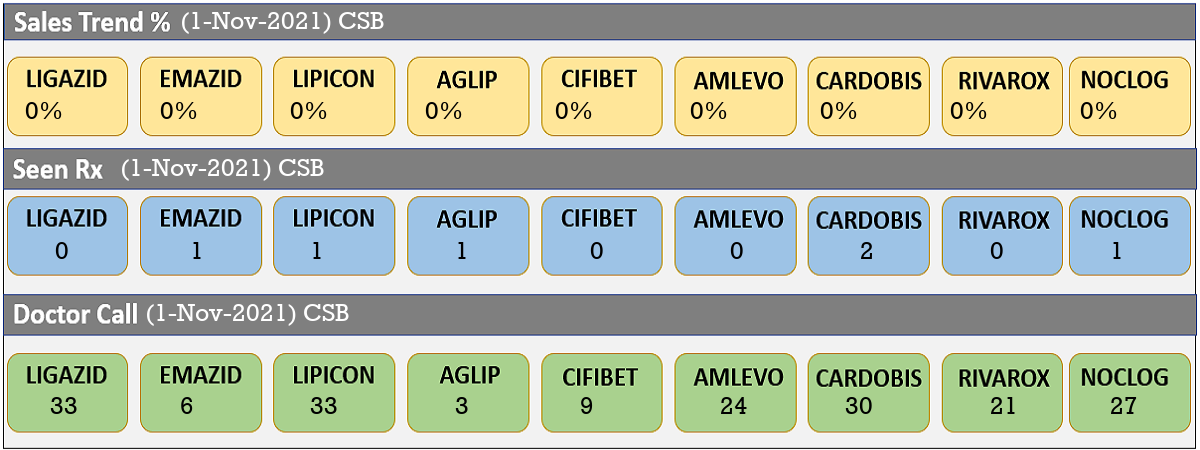 Sales Trend % (1-Nov-2021) CSB
LIGAZID EMAZID LIPICON AGLIP CIFIBET AMLEVO CARDOBIS RIVAROX NOCLOG
0% 0% 0% 0% 0% 0% 0% 0% 0%
Seen Rx (1-Nov-2021) CSB
LIGAZID EMAZID LIPICON AGLIP CIFIBET AMLEVO CARDOBIS RIVAROX NOCLOG
0 1 1 1 0 0 2 0 1
Doctor Call (1-Nov-2021) CSB
LIGAZID EMAZID LIPICON AGLIP CIFIBET AMLEVO CARDOBIS RIVAROX NOCLOG
33 6 33 3 9 24 30 21 27